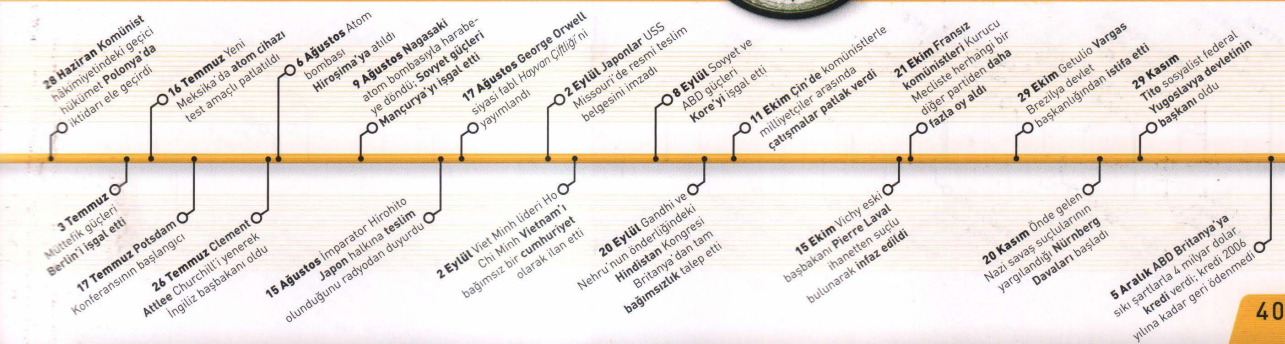 28 Haziran Komünist
hâkimiyetindeki geçici
hükümet Polonya'da
iktidarı ele geçirdi
16 Temmuz Yeni
Meksika'da atom cihazı
test amaçlı patlatıldı
6 Ağustos Atom
bombası
Hiroşima'ya atıldı
9 Ağustos Nagasaki
atom bombasıyla harabe-
ye döndü; Sovyet güçleri
Mançurya'yı işgal etti
17 Ağustos George Orwell
siyasi fabl Hayvan Çiftliği'ni
yayınlandı
2 Eylül Japonlar USS
Missouri'de resmi teslim
belgesini imzadı
8 Eylül Sovyet ve
ABD güçleri
Kore'yi işgal etti
11 Ekim Çin'de komünistlerle
milliyetçiler arasında
çatışmalar patlak verdi
21 Ekim Fransız
komünistleri Kurucu
Mecliste herhangi bir
diğer partiden daha
fazla oy aldı
29 Ekim Getulio Vargas
Brezilya devlet
başkanlığından istifa etti
29 Kasım
Tito sosyalist federal
Yugoslavya devletinin
başkanı oldu
3 Temmuz
Müttefik güçleri
Berlin'i işgal etti
17 Temmuz Potsdam
Konferansının başlangıcı
26 Temmuz Clement
Attlee Churchill'i yenerek
İngiliz başbakanı oldu
15 Ağustos İmparator Hirohito
Japon halkına teslim
olunduğunu radyodan duyurdu
2 Eylül Viet Minh lideri Ho
Chi Minh Vietnam'ı
bağımsız bir cumhuriyet
olarak ilan etti
20 Eylül Gandhi ve
Nehru'nun önderliğindeki
Hindistan Kongresi
Britanya'dan tam
bağımsızlık talep etti
15 Ekim Vichy eski
başbakanı Pierre Laval
ihanetten suçlu
bulunarak infaz edildi
20 Kasım Önde gelen
Nazi savaş suçlularının
yargılandığı Nürnberg
Davaları başladı
5 Aralık ABD Britanya'ya
sıkı şartlarla 4 milyar dolar
kredi verdi; kredi 2006
yılına kadar geri ödenmedi
40